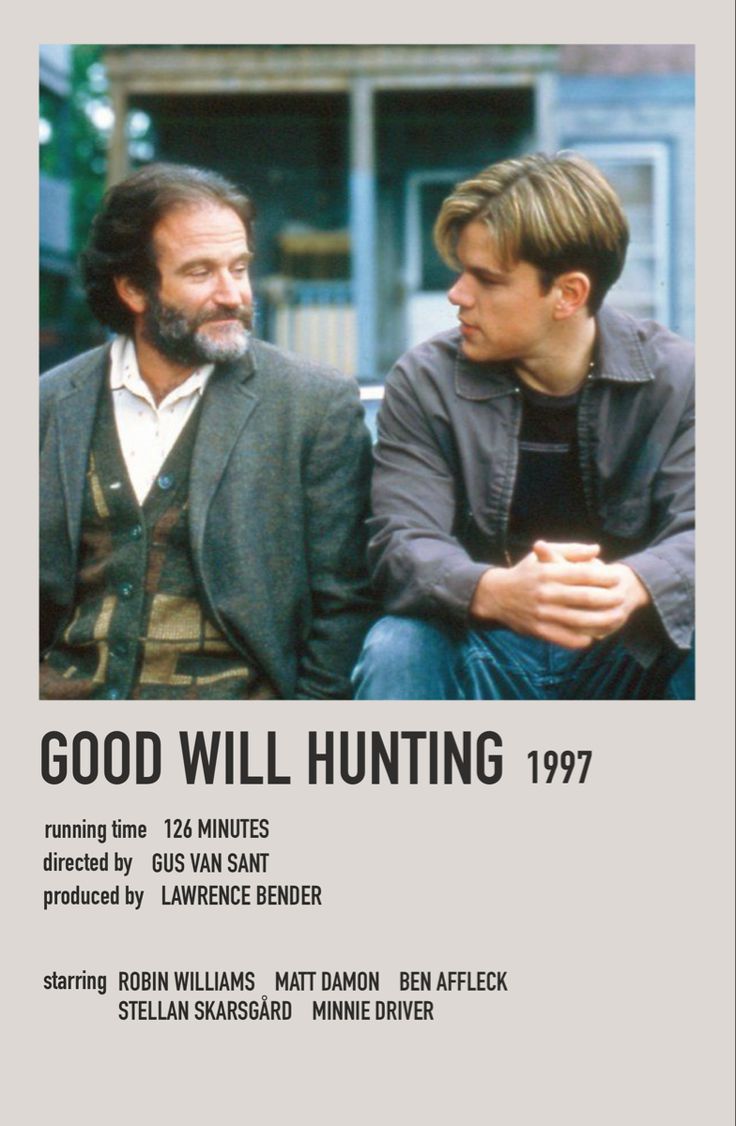 GOOD WILL HUNTING 1997
running time 126 MINUTES
directed by GUS VAN SANT
produced by LAWRENCE BENDER
starring ROBIN WILLIAMS MATT DAMON BEN AFFLECK
STELLAN SKARSGÅRD MINNIE DRIVER